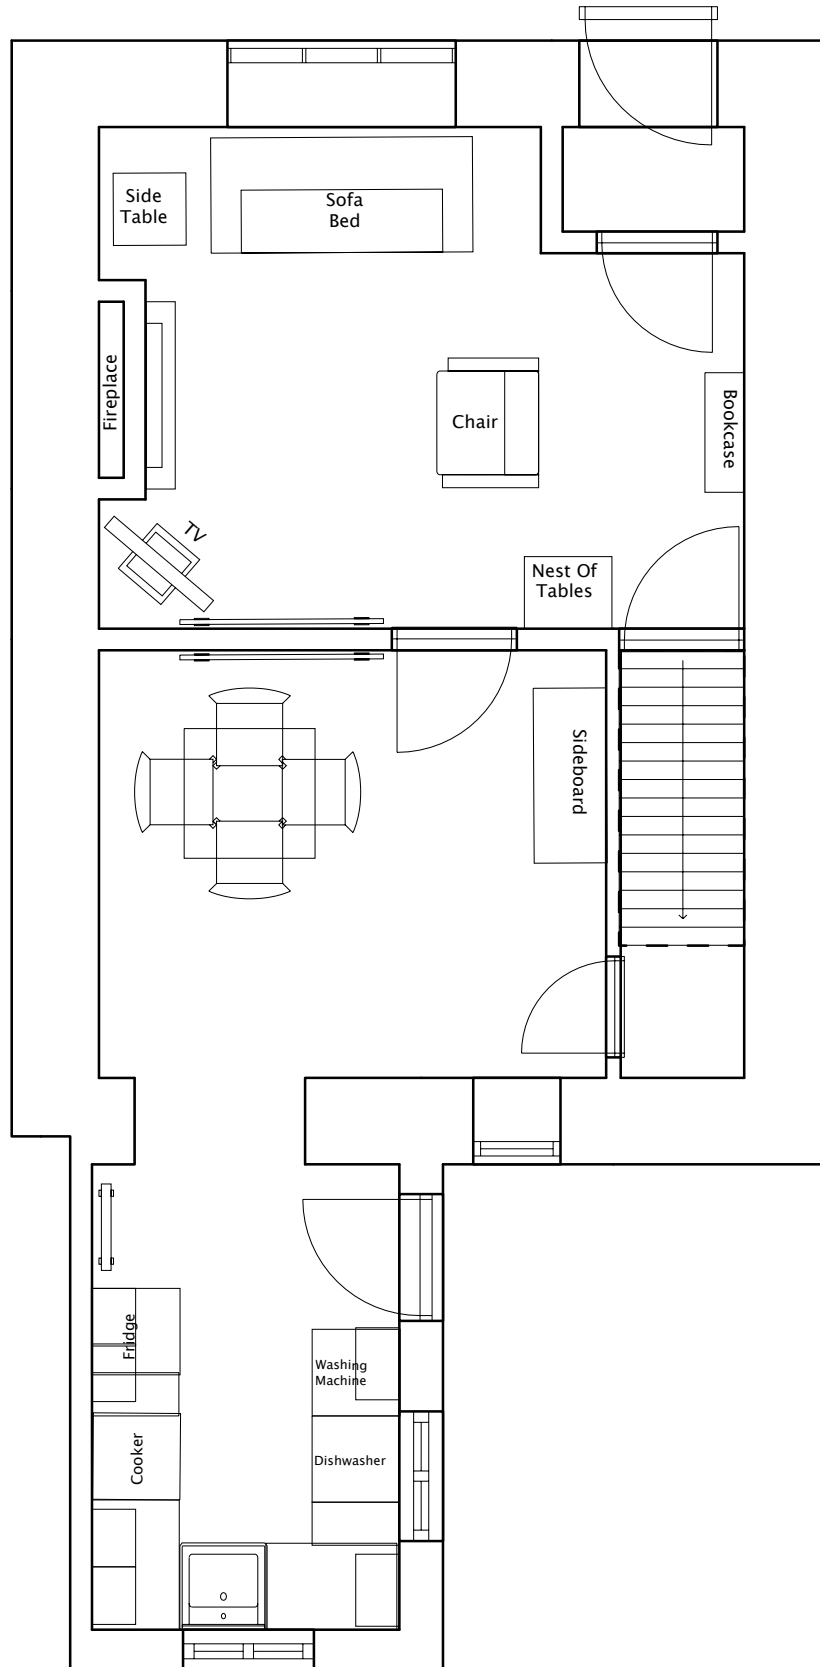 Side
Table
Sofa
Bed
Fireplace
Chair
Bookcase
TV
Nest Of
Tables
Sideboard
Fridge
Washing
Machine
Cooker
Dishwasher